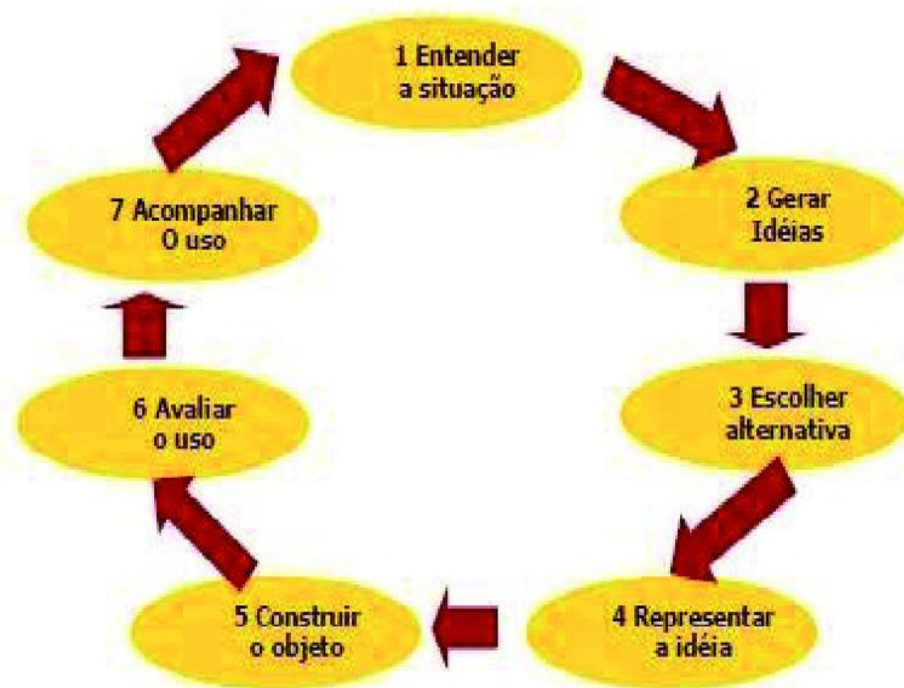 1 Entender
a situação
2 Gerar
Idéias
3 Escolher
alternativa
4 Representar
a idéia
5 Construir
o objeto
6 Avaliar
o uso
7 Acompanhar
O uso